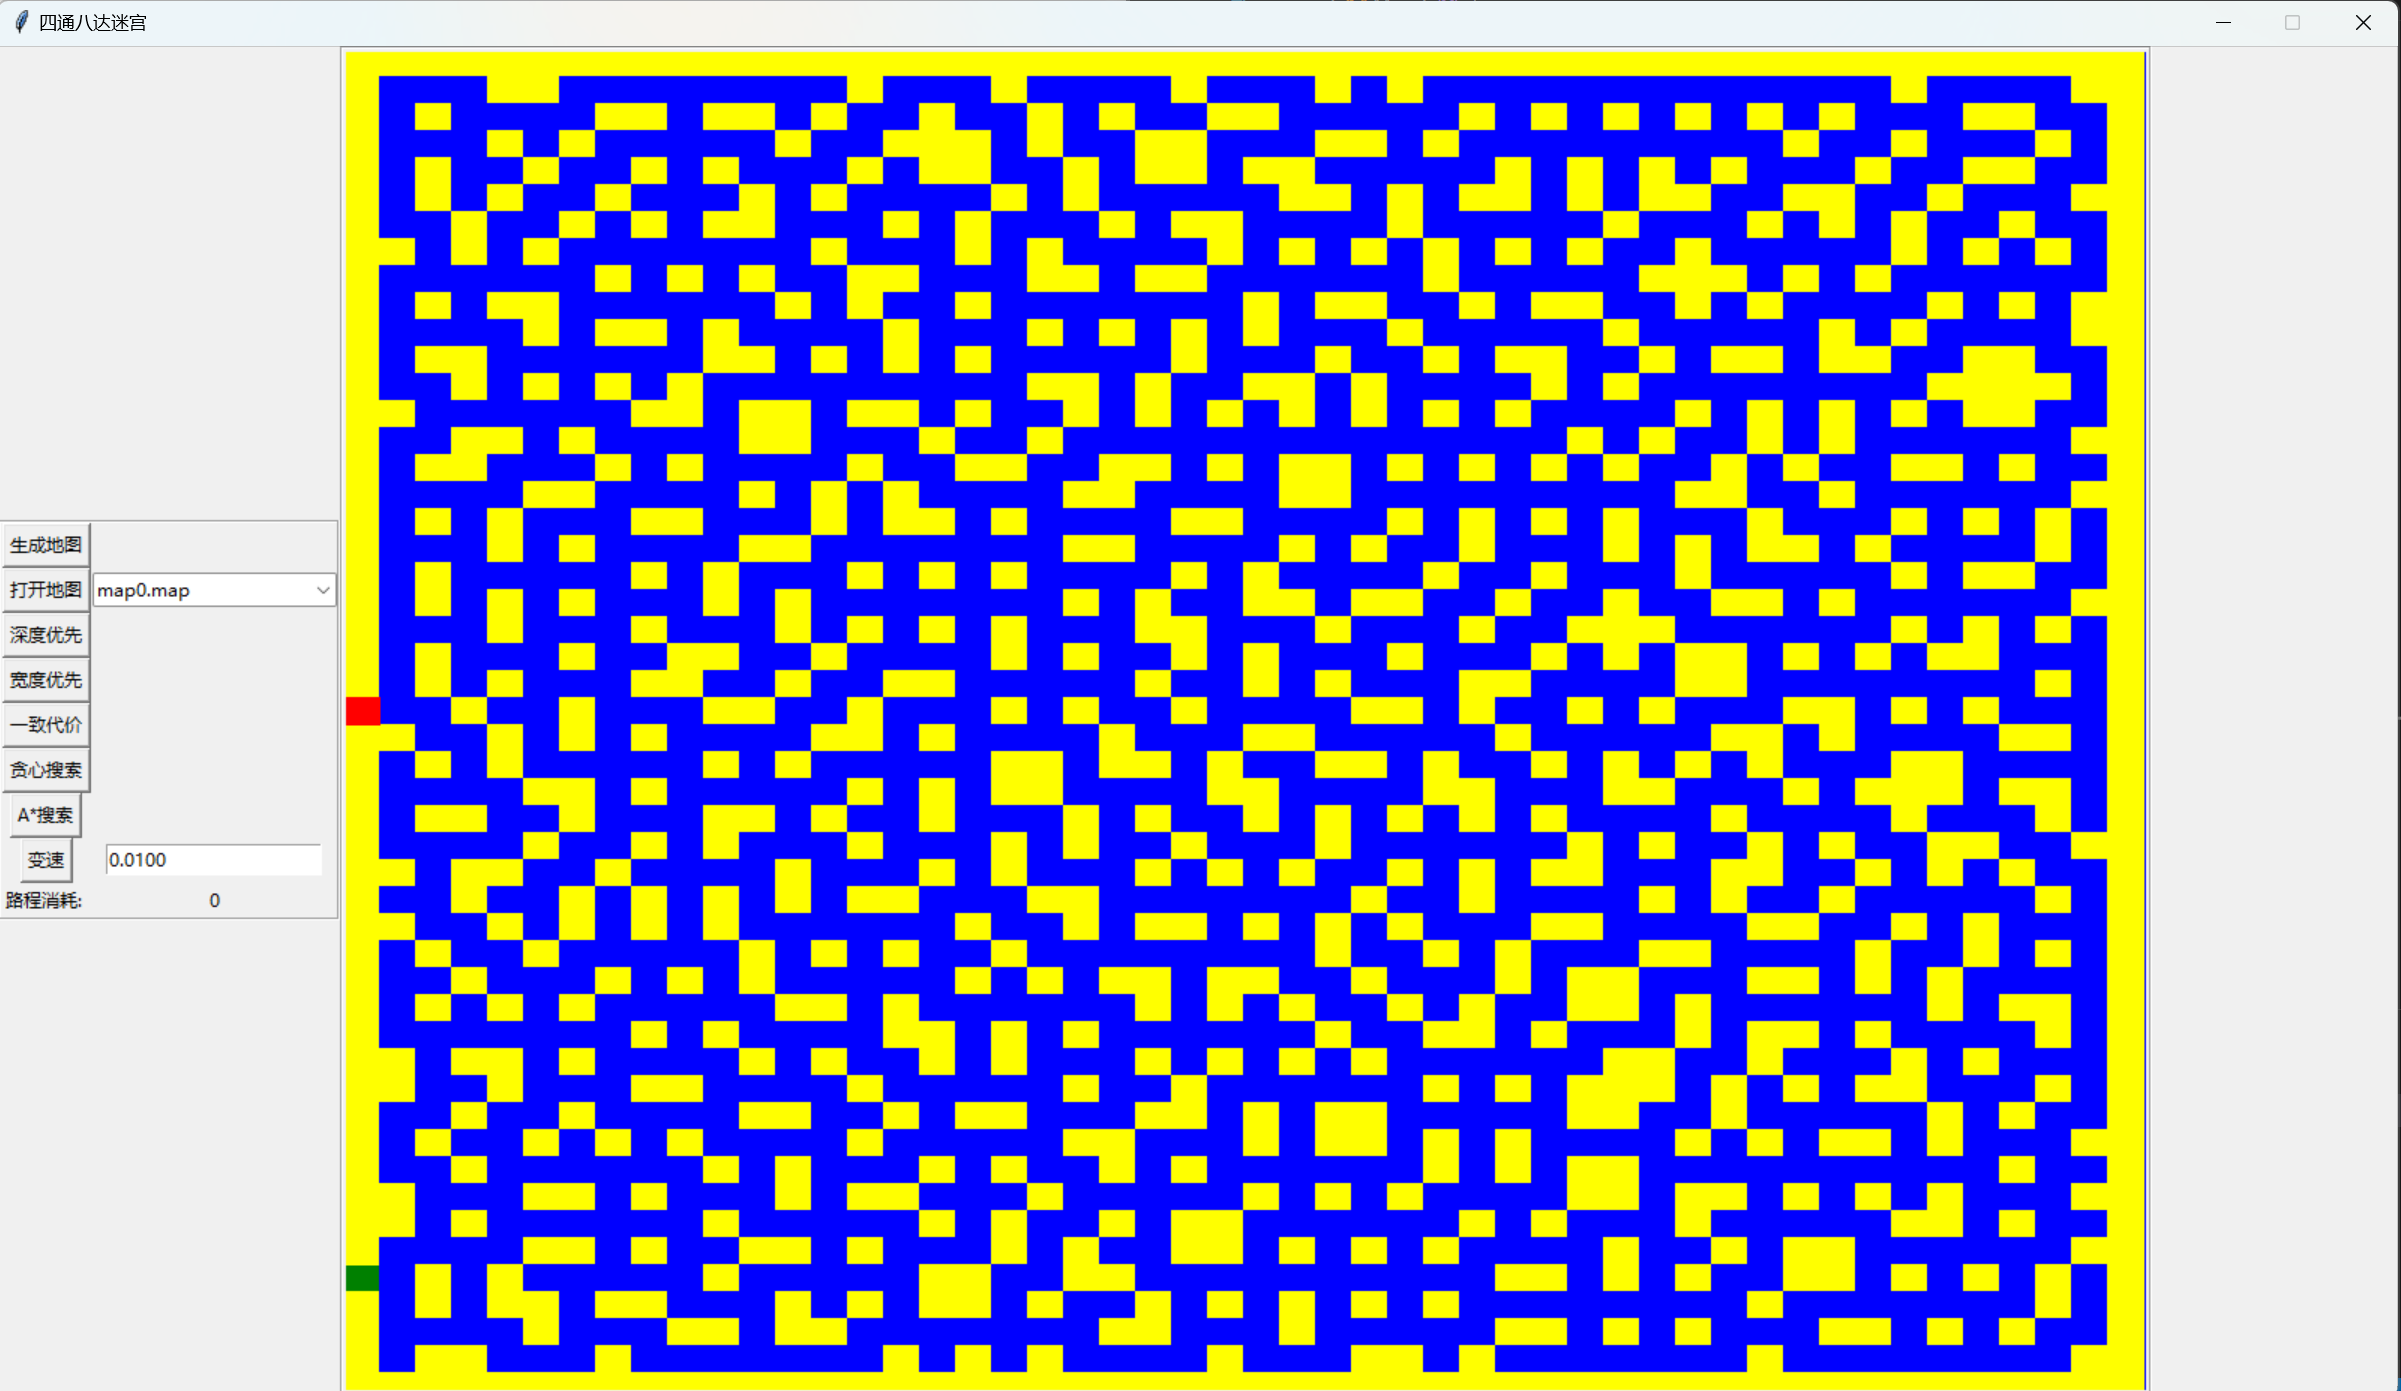 四通八达迷宫
生成地图
打开地图 map0.map
深度优先
宽度优先
一致代价
贪心搜索
A*搜索
变速 0.0100
路程消耗: 0